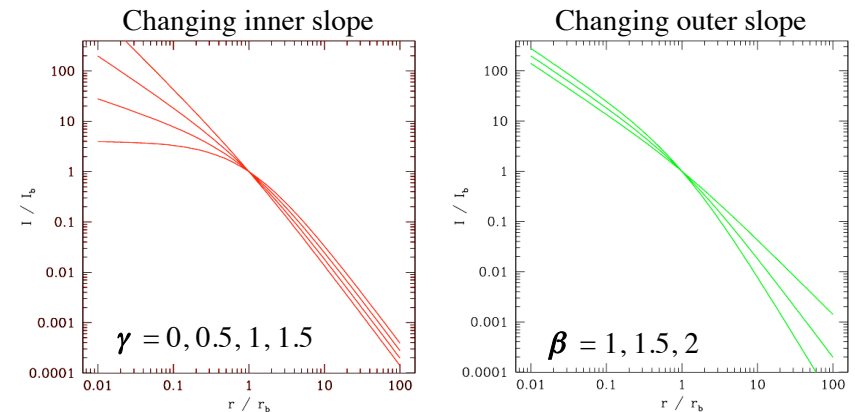 Changing inner slope
100
10
1
0.1
0.01
0.001
0.0001
I / I_b
γ = 0, 0.5, 1, 1.5
0.01 0.1 1 10 100
r / r_b
Changing outer slope
100
10
1
0.1
0.01
0.001
0.0001
I / I_b
β = 1, 1.5, 2
0.01 0.1 1 10 100
r / r_b